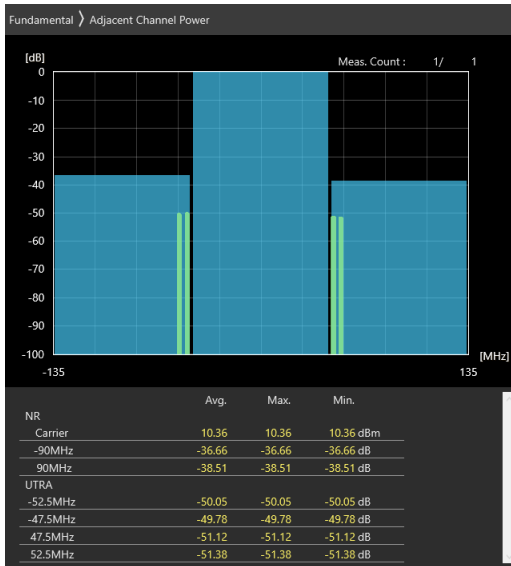 Fundamental 〉 Adjacent Channel Power
[dB]
Meas. Count : 1/ 1
0
-10
-20
-30
-40
-50
-60
-70
-80
-90
-100
[MHz]
-135 135
Avg. Max. Min.
NR
Carrier 10.36 10.36 10.36 dBm
-90MHz -36.66 -36.66 -36.66 dB
90MHz -38.51 -38.51 -38.51 dB
UTRA
-52.5MHz -50.05 -50.05 -50.05 dB
-47.5MHz -49.78 -49.78 -49.78 dB
47.5MHz -51.12 -51.12 -51.12 dB
52.5MHz -51.38 -51.38 -51.38 dB